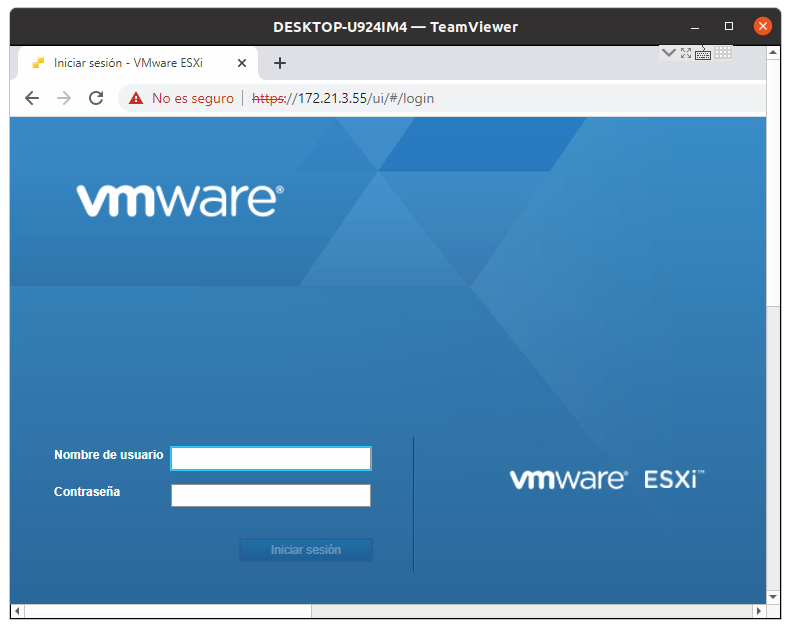 DESKTOP-U924IM4 — TeamViewer
Iniciar sesión - VMware ESXi
No es seguro
https://172.21.3.55/ui/#/login
vmware®
Nombre de usuario
Contraseña
Iniciar sesión
vmware® ESXi™